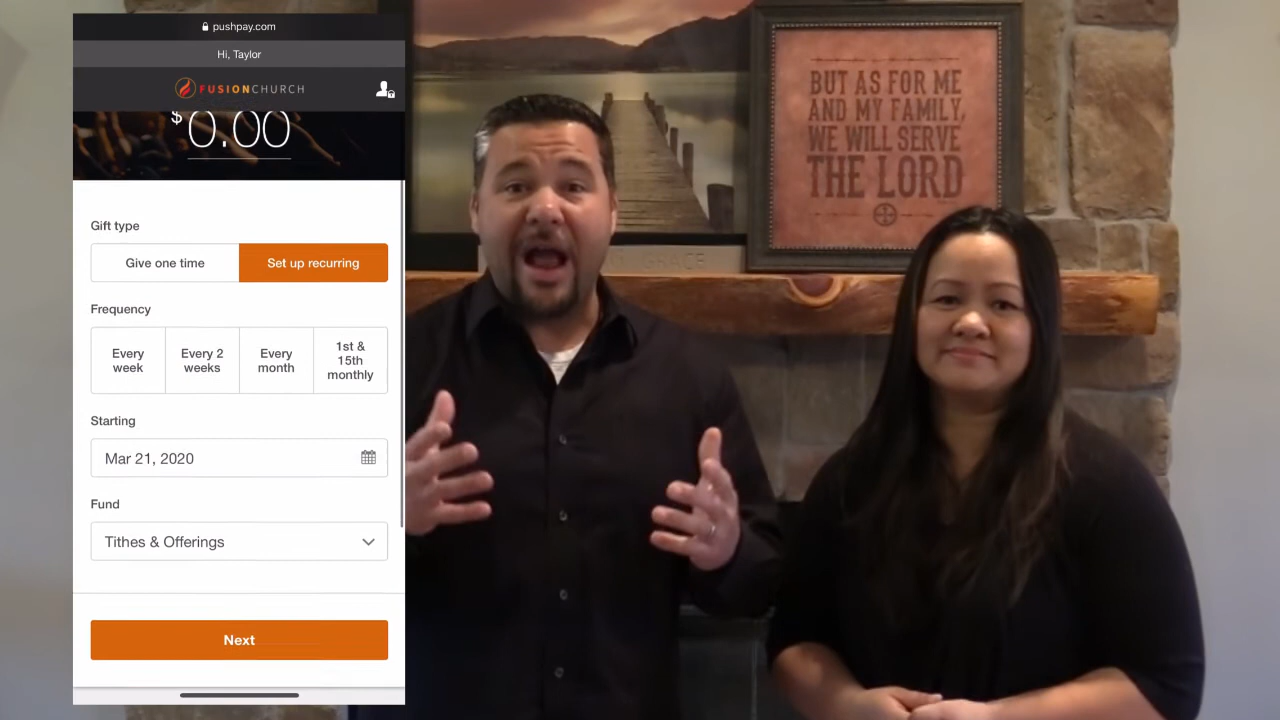 pushpay.com
Hi, Taylor
FUSIONCHURCH
$0.00
Gift type
Give one time
Set up recurring
Frequency
Every
week
Every 2
weeks
Every
month
1st &
15th
monthly
Starting
Mar 21, 2020
Fund
Tithes & Offerings
Next
BUT AS FOR ME
AND MY FAMILY,
WE WILL SERVE
THE LORD
GRACE